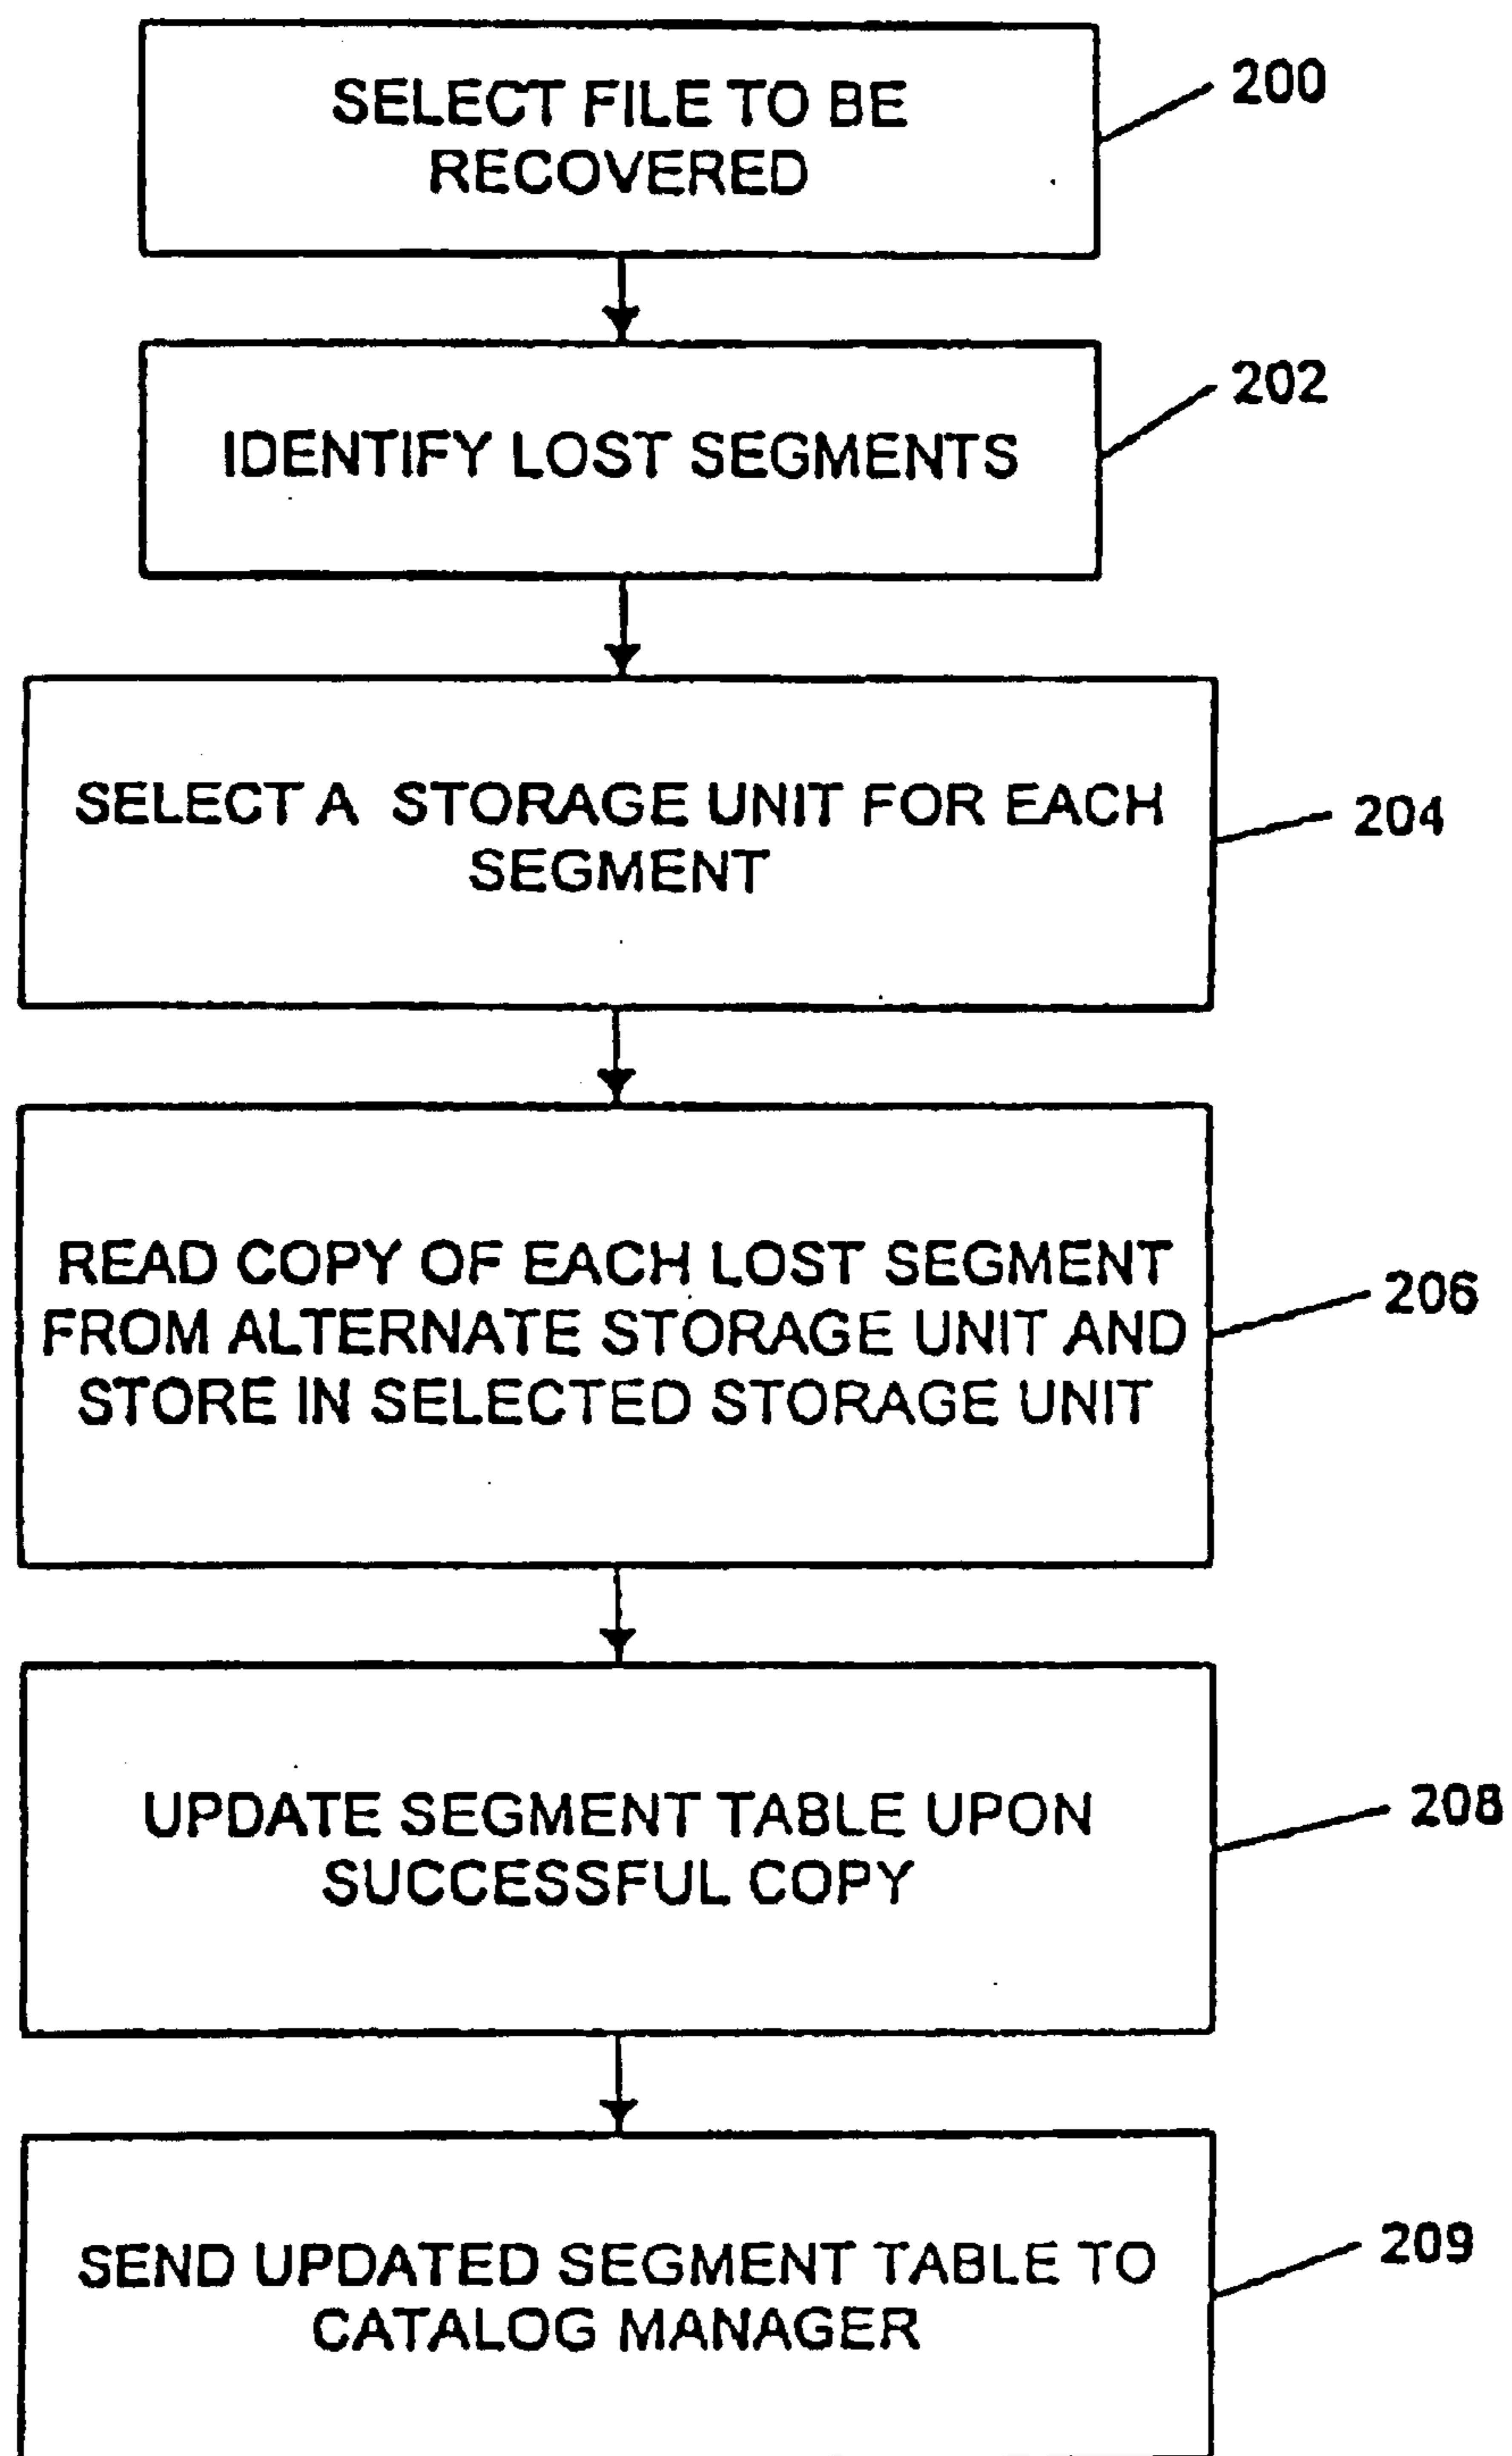 SELECT FILE TO BE
RECOVERED
200
IDENTIFY LOST SEGMENTS
202
SELECT A STORAGE UNIT FOR EACH
SEGMENT
204
READ COPY OF EACH LOST SEGMENT
FROM ALTERNATE STORAGE UNIT AND
STORE IN SELECTED STORAGE UNIT
206
UPDATE SEGMENT TABLE UPON
SUCCESSFUL COPY
208
SEND UPDATED SEGMENT TABLE TO
CATALOG MANAGER
209